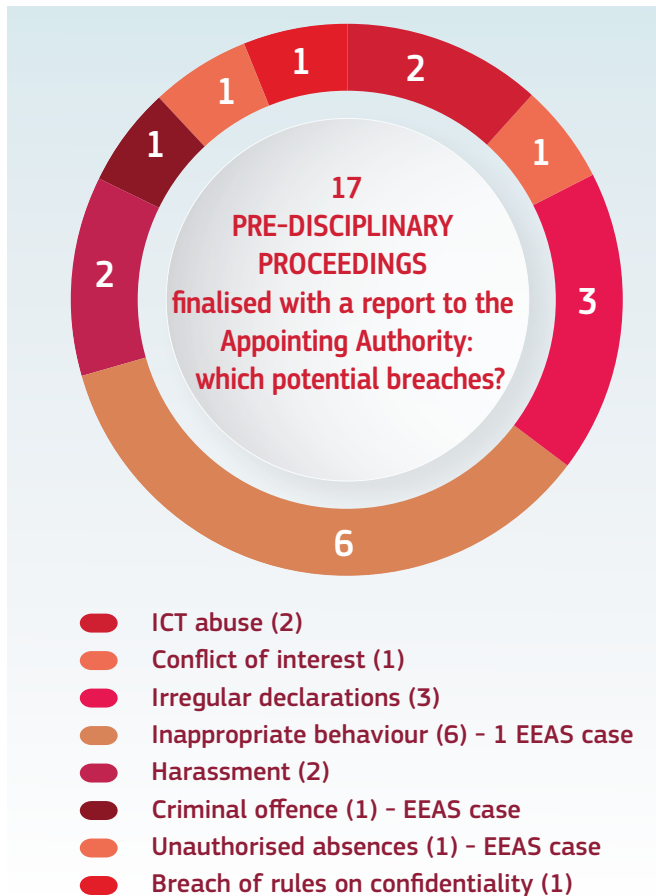 1
2
1
1
1
17
PRE-DISCIPLINARY
PROCEEDINGS
finalised with a report to the
Appointing Authority:
which potential breaches?
2
3
6
ICT abuse (2)
Conflict of interest (1)
Irregular declarations (3)
Inappropriate behaviour (6) - 1 EEAS case
Harassment (2)
Criminal offence (1) - EEAS case
Unauthorised absences (1) - EEAS case
Breach of rules on confidentiality (1)